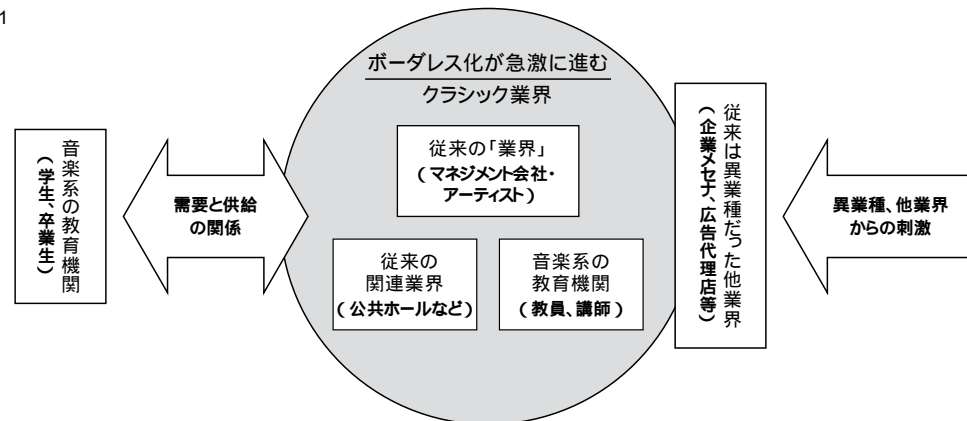 1
ボーダレス化が急激に進む
クラシック業界
音楽系の教育機関
(学生、卒業生)
需要と供給
の関係
従来の「業界」
(マネジメント会社・
アーティスト)
従来の
関連業界
(公共ホールなど)
音楽系の
教育機関
(教員、講師)
従来は異業種だった他業界
(企業メセナ、広告代理店等)
異業種、他業界
からの刺激